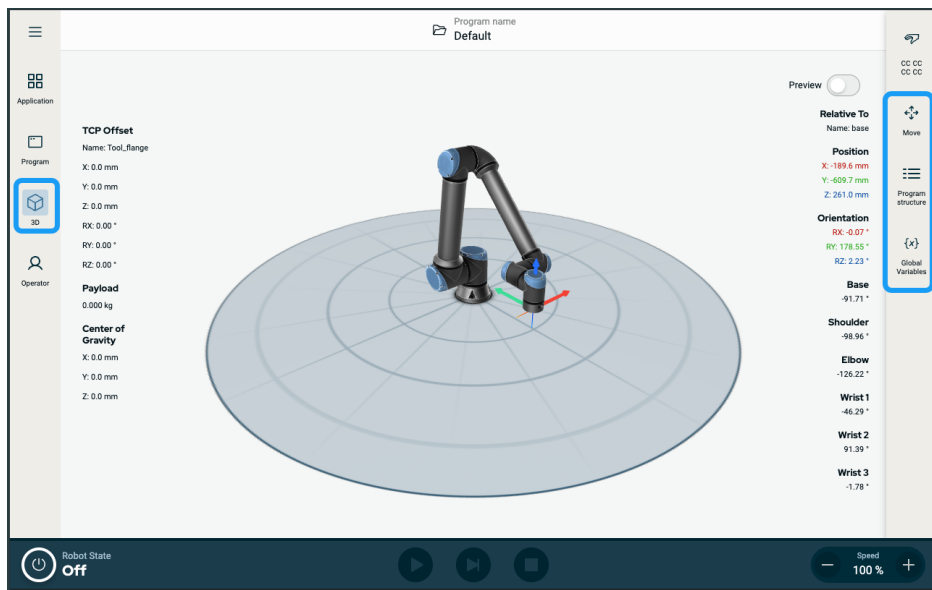 Program name
Default
CC CC
CC CC
Application
Program
3D
Operator
TCP Offset
Name: Tool_flange
X: 0.0 mm
Y: 0.0 mm
Z: 0.0 mm
RX: 0.00 °
RY: 0.00 °
RZ: 0.00 °
Payload
0.000 kg
Center of
Gravity
X: 0.0 mm
Y: 0.0 mm
Z: 0.0 mm
Preview
Relative To
Name: base
Position
X: -189.6 mm
Y: -609.7 mm
Z: 261.0 mm
Orientation
RX: -0.07 °
RY: 178.55 °
RZ: 2.23 °
Base
-91.71 °
Shoulder
-98.96 °
Elbow
-126.22 °
Wrist 1
-46.29 °
Wrist 2
91.39 °
Wrist 3
-1.78 °
Move
Program
structure
{x}
Global
Variables
Robot State
Off
Speed
100 %